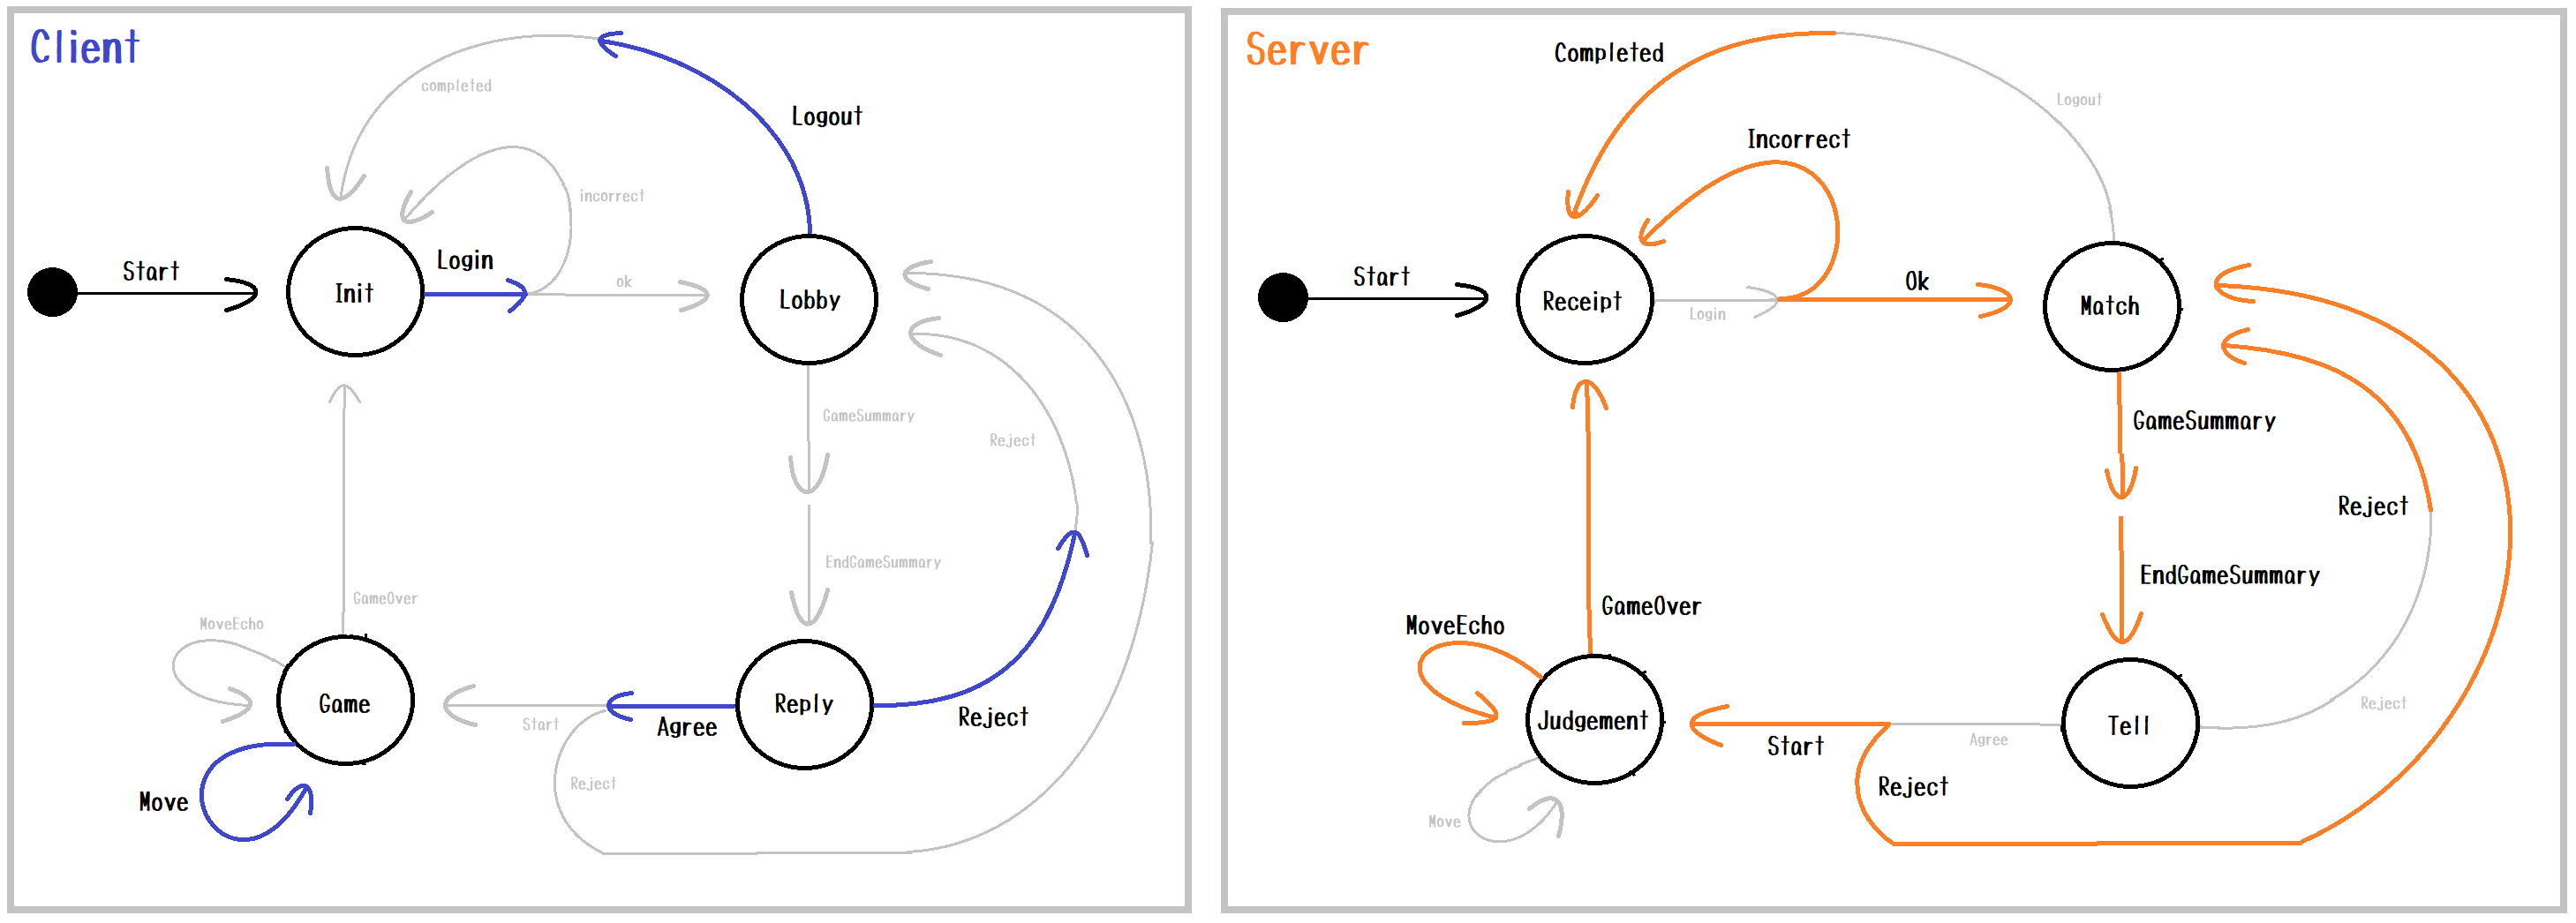 Client
completed
Logout
incorrect
Login
Start
Init
ok
Lobby
GameSummary
Reject
EndGameSummary
GameOver
MoveEcho
Game
Start
Agree
Reply
Reject
Reject
Move
Server
Completed
Logout
Incorrect
Start
Receipt
Login
Ok
Match
GameSummary
Reject
EndGameSummary
GameOver
MoveEcho
Judgement
Start
Agree
Tell
Reject
Reject
Move